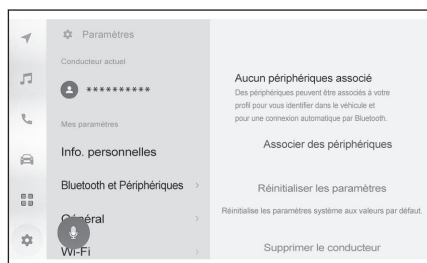 Paramètres
Conducteur actuel
**********
Mes paramètres
Info. personnelles
Bluetooth et Périphériques
Général
Wi-Fi
Aucun périphériques associé
Des périphériques peuvent être associés à votre
profil pour vous identifier dans le véhicule et
pour une connexion automatique par Bluetooth.
Associer des périphériques
Réinitialiser les paramètres
Réinitialise les paramètres système aux valeurs par défaut.
Supprimer le conducteur